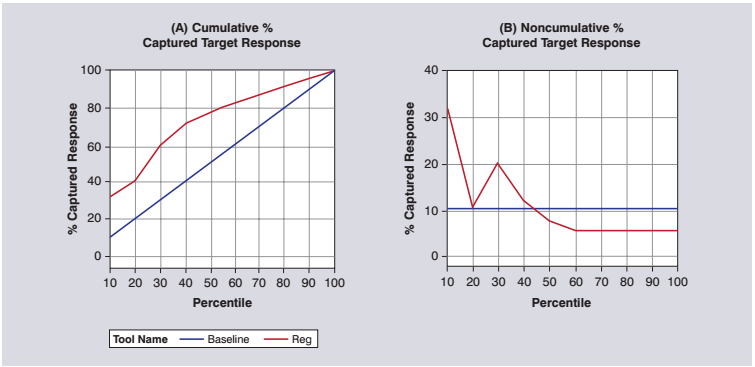 (A) Cumulative %
Captured Target Response
% Captured Response
100
80
60
40
20
0
10 20 30 40 50 60 70 80 90 100
Percentile
(B) Noncumulative %
Captured Target Response
% Captured Response
40
30
20
10
0
10 20 30 40 50 60 70 80 90 100
Percentile
Tool Name Baseline Reg